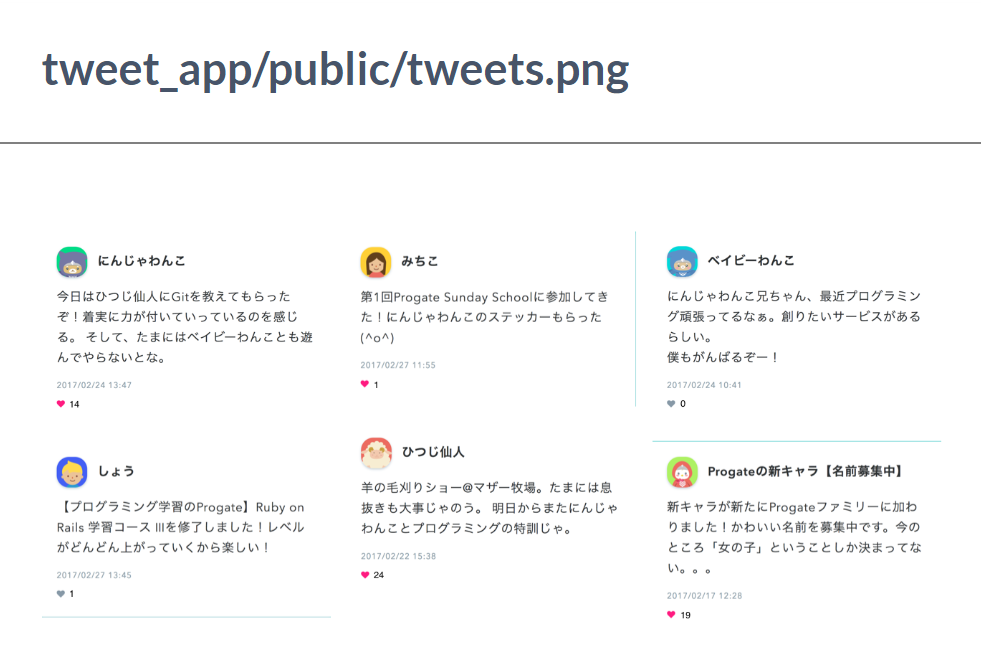 tweet_app/public/tweets.png
にんじゃわんこ
今日はひつじ仙人にGitを教えてもらった
ぞ！着実に力が付いていっているのを感じ
る。 そして、たまにはベイビーわんことも遊
んでやらないとな。
2017/02/24 13:47
14
しょう
【プログラミング学習のProgate】Ruby on
Rails 学習コース IIIを修了しました！レベル
がどんどん上がっていくから楽しい！
2017/02/27 13:45
1
みちこ
第1回Progate Sunday Schoolに参加してき
た！にんじゃわんこのステッカーもらった
(^o^)
2017/02/27 11:55
1
ひつじ仙人
羊の毛刈りショー@マザー牧場。たまには息
抜きも大事じゃのう。 明日からまたにんじゃ
わんことプログラミングの特訓じゃ。
2017/02/22 15:38
24
ベイビーわんこ
にんじゃわんこ兄ちゃん、最近プログラミン
グ頑張ってるなぁ。創りたいサービスがある
らしい。
僕もがんばるぞー！
2017/02/24 10:41
0
Progateの新キャラ【名前募集中】
新キャラが新たにProgateファミリーに加わ
りました！かわいい名前を募集中です。今の
ところ「女の子」ということしか決まってな
い。。。
2017/02/17 12:28
19